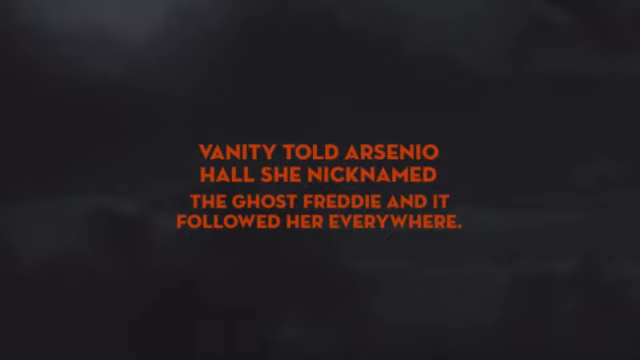 VANITY TOLD ARSENIO
HALL SHE NICKNAMED
THE GHOST FREDDIE AND IT
FOLLOWED HER EVERYWHERE.